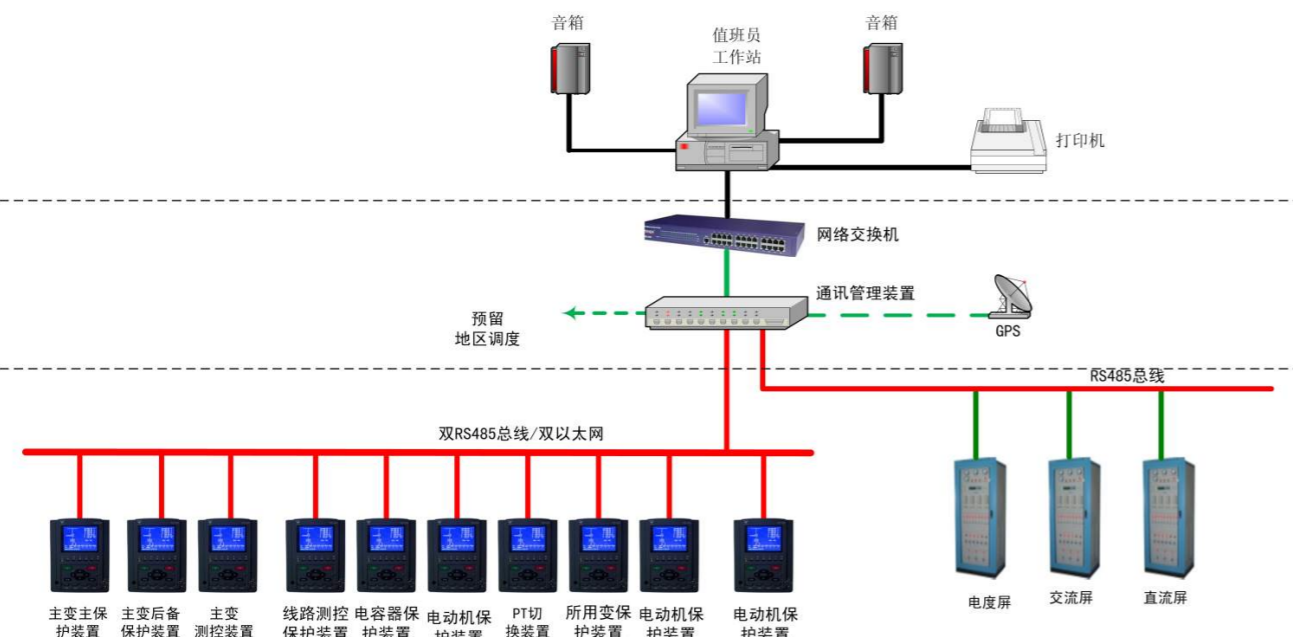 音箱
值班员
工作站
音箱
打印机
网络交换机
通讯管理装置
预留
地区调度
GPS
RS485总线
双RS485总线/双以太网
主变主保
护装置
主变后备
保护装置
主变
测控装置
线路测控
保护装置
电容器保
护装置
电动机保
护装置
PT切
换装置
所用变保
护装置
电动机保
护装置
电动机保
护装置
电度屏
交流屏
直流屏